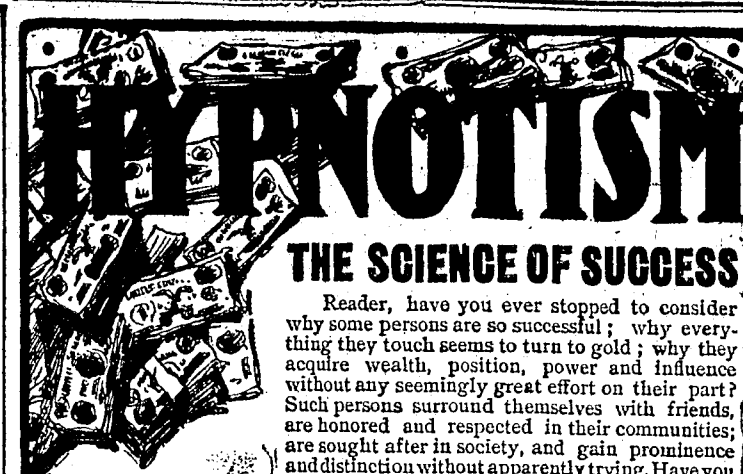 HYPNOTISM
THE SCIENCE OF SUCCESS
Reader, have you ever stopped to consider
why some persons are so successful ; why every-
thing they touch seems to turn to gold ; why they
acquire wealth, position, power and influence
without any seemingly great effort on their part?
Such persons surround themselves with friends,
are honored and respected in their communities;
are sought after in society, and gain prominence
and distinction without apparently trying. Have you